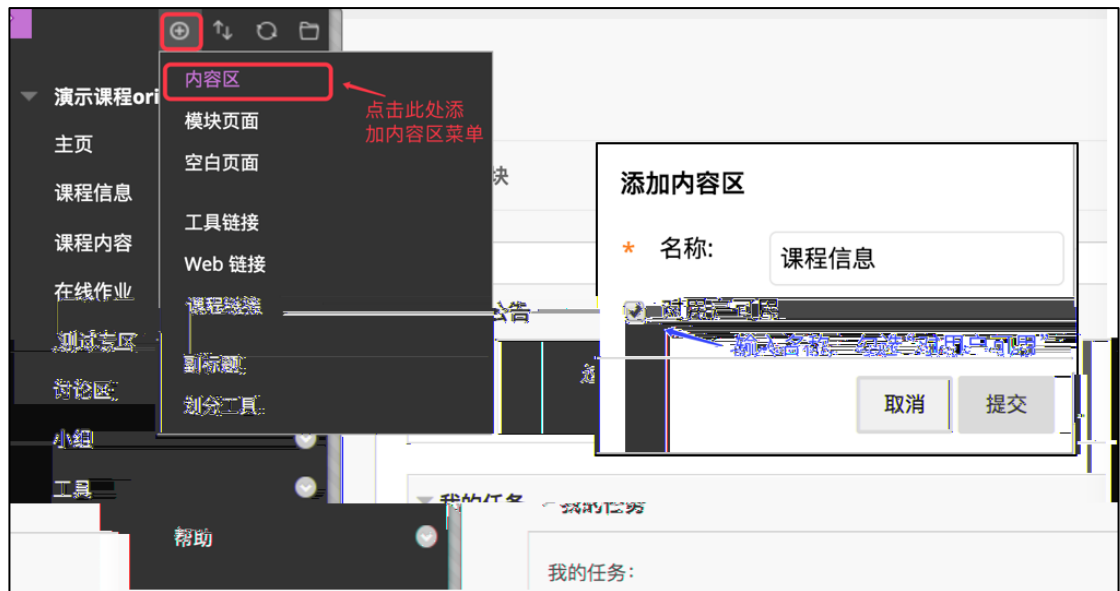 演示课程ori
主页
课程信息
课程内容
在线作业
讨论区
小组
工具
帮助
内容区
模块页面
空白页面
工具链接
Web 链接
课程链接
副标题
划分工具
点击此处添
加内容区菜单
块
公告
添加内容区
* 名称:
课程信息
对用户可用
输入名称，勾选“对用户可用”
取消
提交
我的任务
我的任务
我的任务: